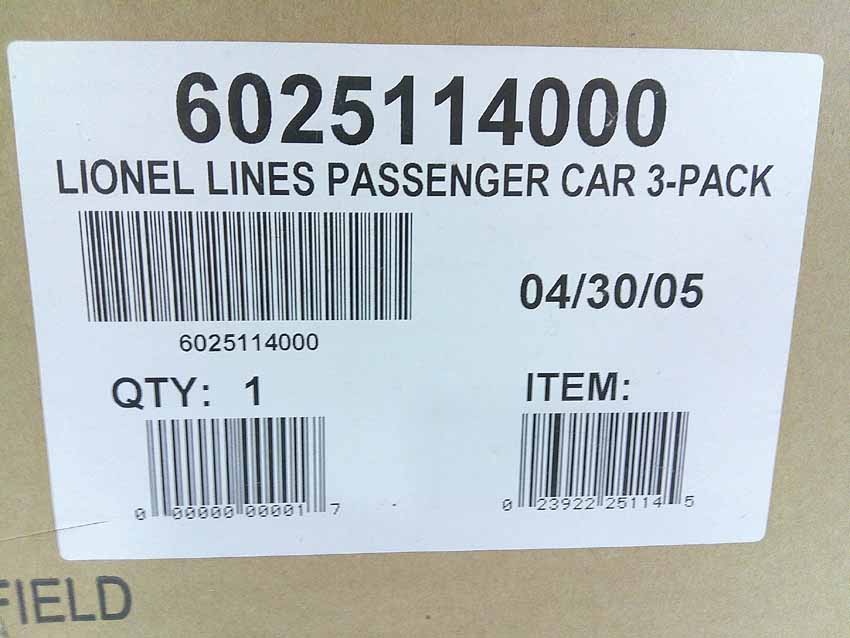 6025114000
LIONEL LINES PASSENGER CAR 3-PACK
6025114000
04/30/05
QTY: 1
ITEM:
0 00000 00001 7
0 23922 25114 5
FIELD